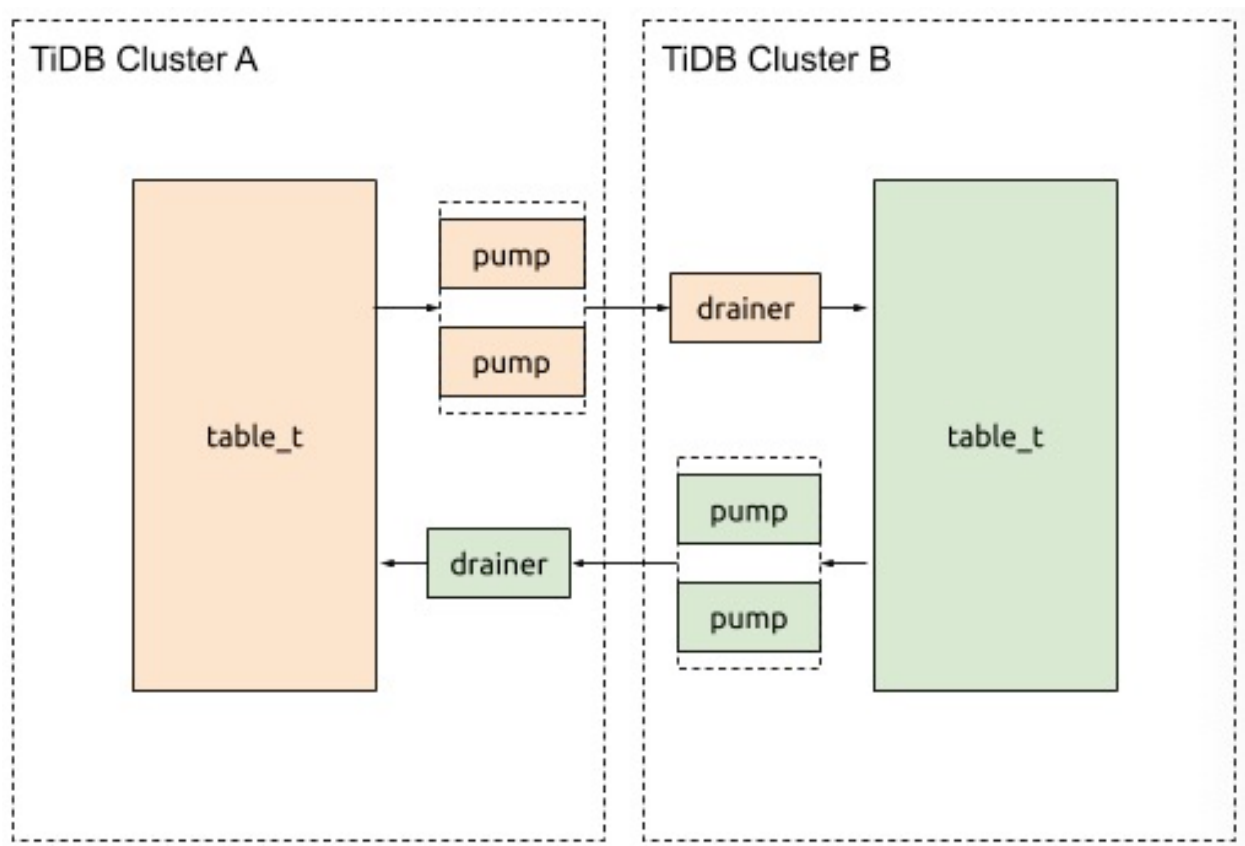 TiDB Cluster A
TiDB Cluster B
pump
pump
drainer
table_t
table_t
pump
drainer
pump